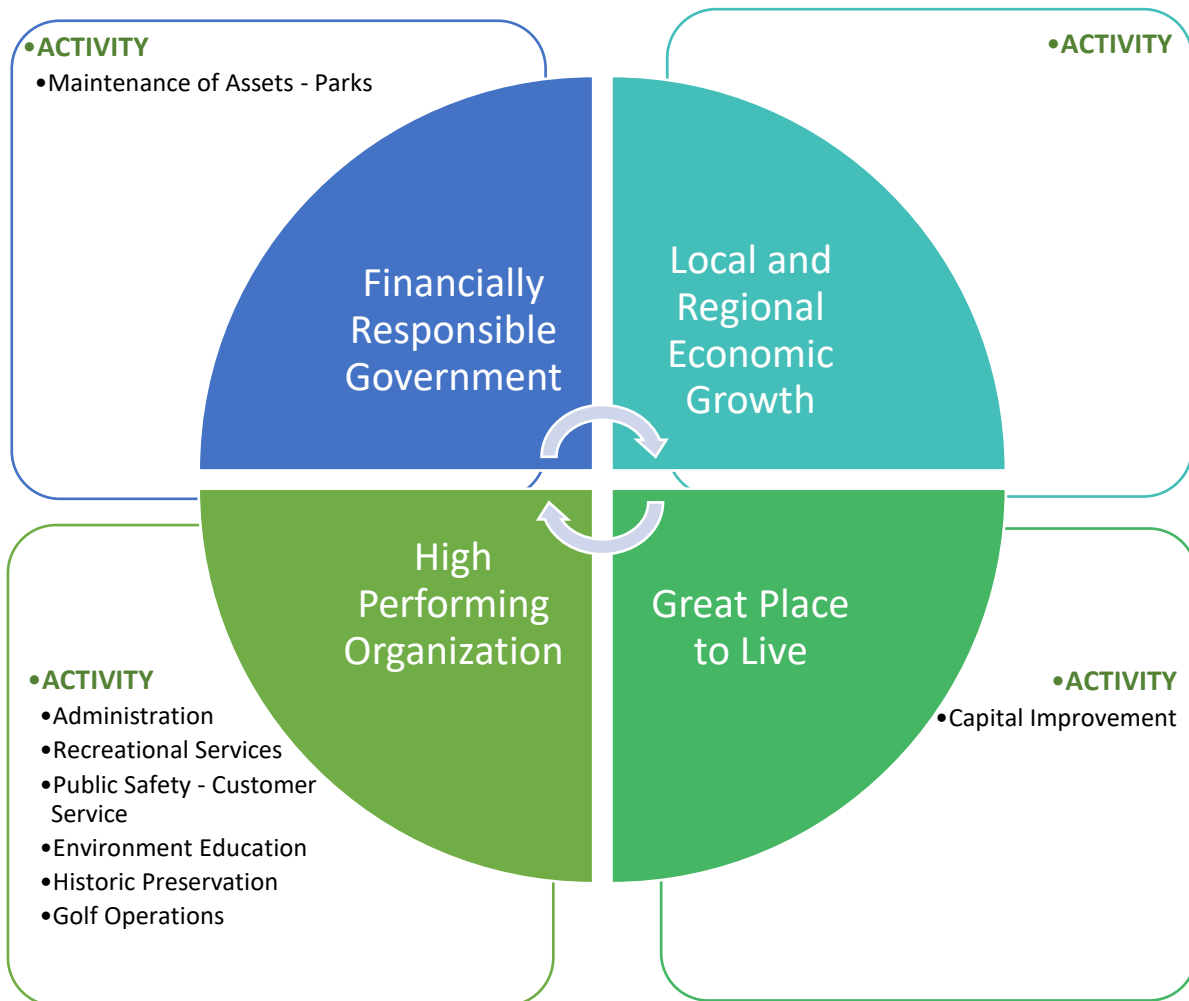 •ACTIVITY
•Maintenance of Assets - Parks
•ACTIVITY
Financially
Responsible
Government
Local and
Regional
Economic
Growth
High
Performing
Organization
Great Place
to Live
•ACTIVITY
•Administration
•Recreational Services
•Public Safety - Customer
Service
•Environment Education
•Historic Preservation
•Golf Operations
•ACTIVITY
•Capital Improvement